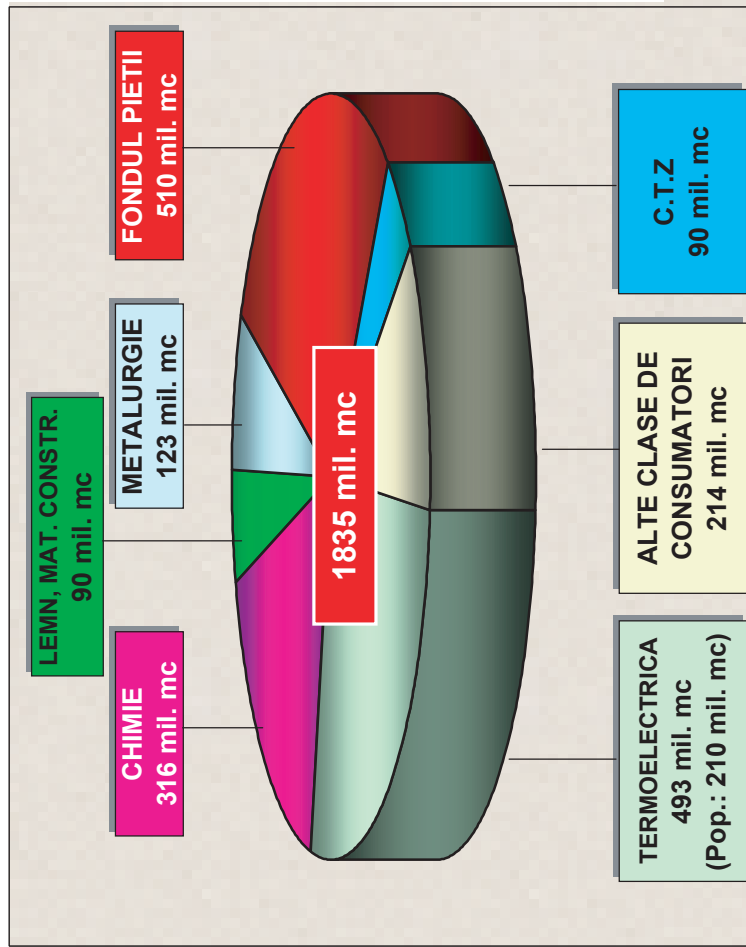 LEMN, MAT. CONSTR.
90 mil. mc
CHIMIE
316 mil. mc
METALURGIE
123 mil. mc
FONDUL PIETII
510 mil. mc
1835 mil. mc
TERMOELECTRICA
493 mil. mc
(Pop.: 210 mil. mc)
ALTE CLASE DE
CONSUMATORI
214 mil. mc
C.T.Z
90 mil. mc